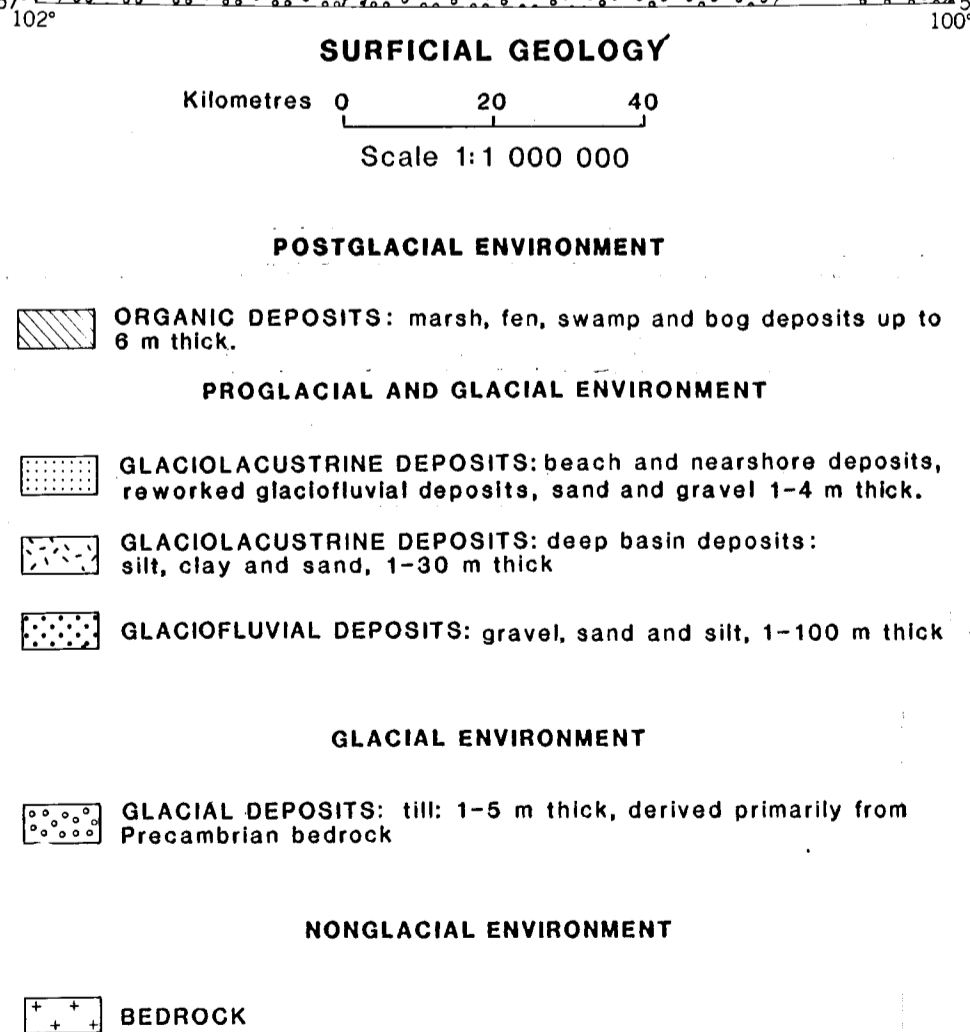 102° 100°
SURFICIAL GEOLOGY
Kilometres 0 20 40
Scale 1:1 000 000
POSTGLACIAL ENVIRONMENT
ORGANIC DEPOSITS: marsh, fen, swamp and bog deposits up to
6 m thick.
PROGLACIAL AND GLACIAL ENVIRONMENT
GLACIOLACUSTRINE DEPOSITS: beach and nearshore deposits,
reworked glaciofluvial deposits, sand and gravel 1-4 m thick.
GLACIOLACUSTRINE DEPOSITS: deep basin deposits:
silt, clay and sand, 1-30 m thick
GLACIOFLUVIAL DEPOSITS: gravel, sand and silt, 1-100 m thick
GLACIAL ENVIRONMENT
GLACIAL DEPOSITS: till: 1-5 m thick, derived primarily from
Precambrian bedrock
NONGLACIAL ENVIRONMENT
BEDROCK